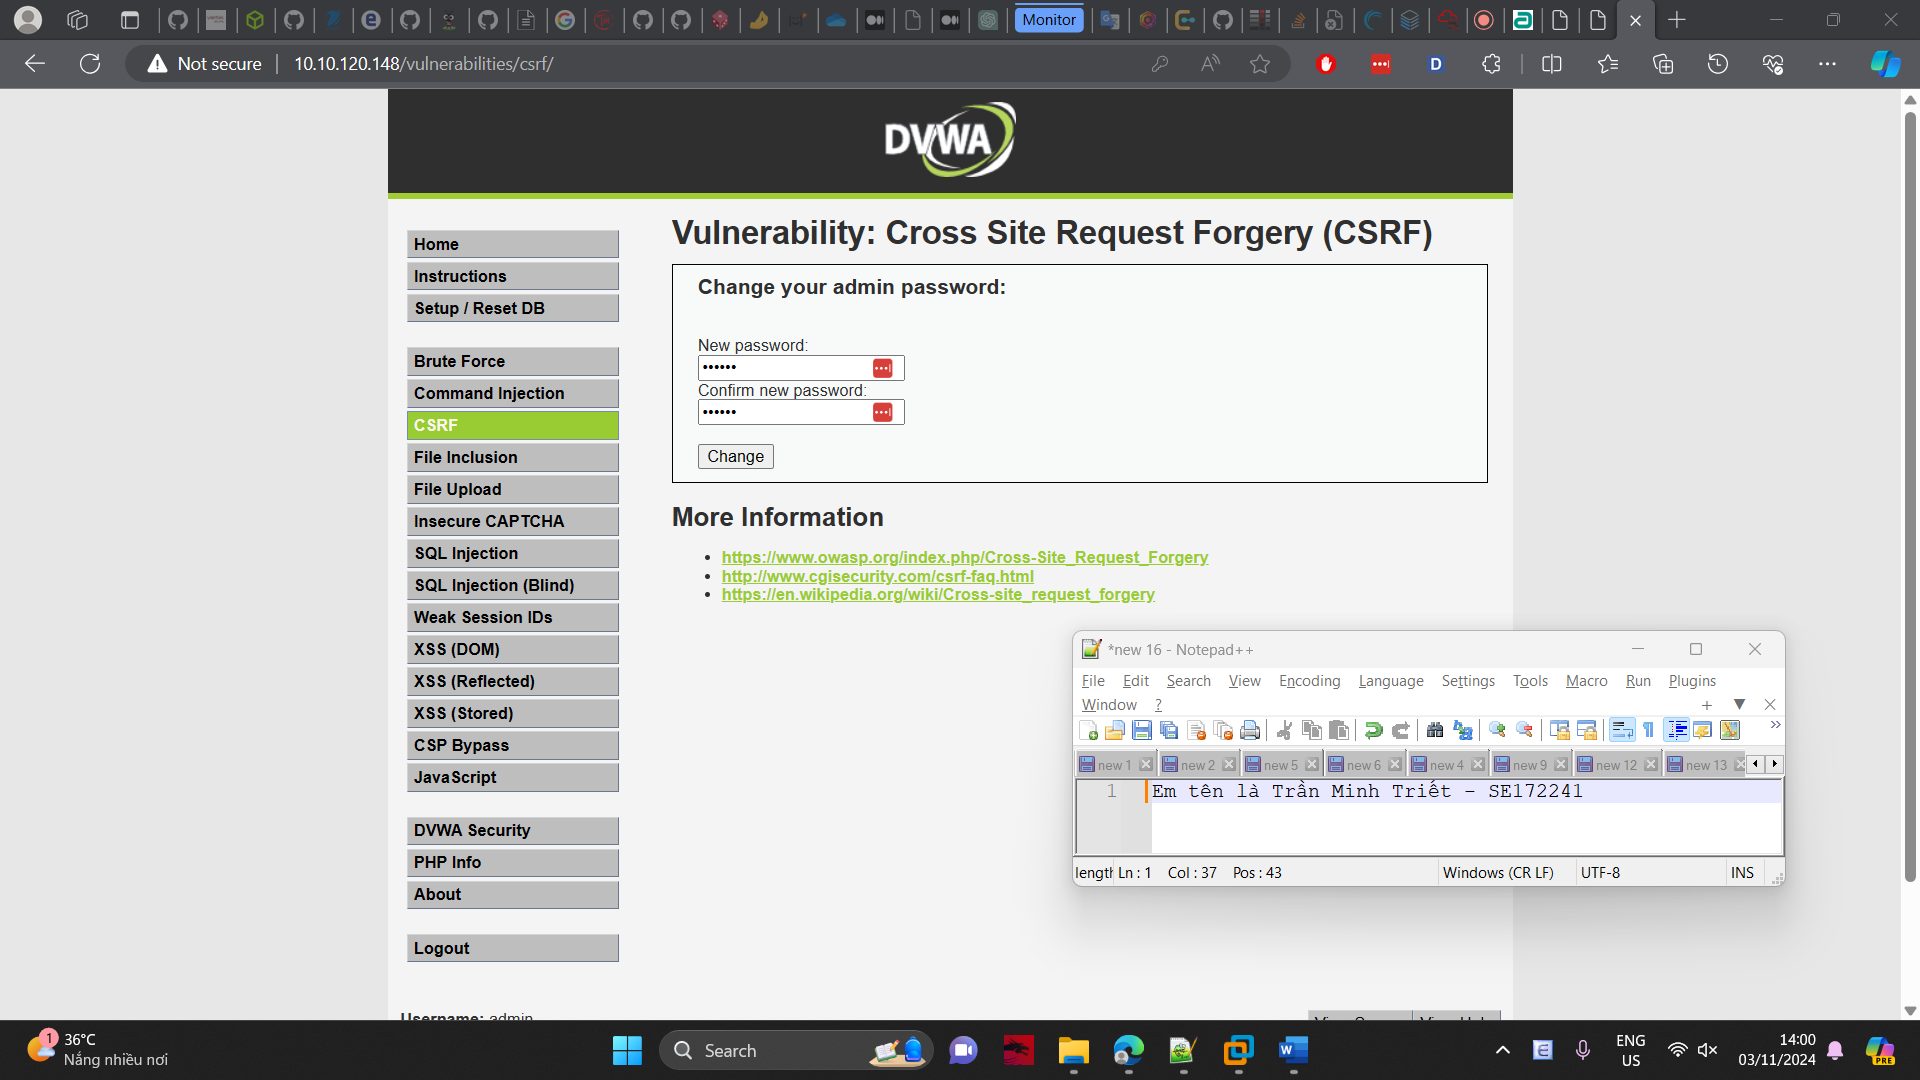 Monitor
Not secure
10.10.120.148/vulnerabilities/csrf/
DVWA
Home
Instructions
Setup / Reset DB
Brute Force
Command Injection
CSRF
File Inclusion
File Upload
Insecure CAPTCHA
SQL Injection
SQL Injection (Blind)
Weak Session IDs
XSS (DOM)
XSS (Reflected)
XSS (Stored)
CSP Bypass
JavaScript
DVWA Security
PHP Info
About
Logout
Username: admin
Vulnerability: Cross Site Request Forgery (CSRF)
Change your admin password:
New password:
••••••
Confirm new password:
••••••
Change
More Information
• https://www.owasp.org/index.php/Cross-Site_Request_Forgery
• http://www.cgisecurity.com/csrf-faq.html
• https://en.wikipedia.org/wiki/Cross-site_request_forgery
*new 16 - Notepad++
File Edit Search View Encoding Language Settings Tools Macro Run Plugins
Window ?
new 1 new 2 new 5 new 6 new 4 new 9 new 12 new 13
1 Em tên là Trần Minh Triết - SE172241
length Ln : 1 Col : 37 Pos : 43 Windows (CR LF) UTF-8 INS
1
36°C
Nắng nhiều nơi
Search
ENG
US
14:00
03/11/2024